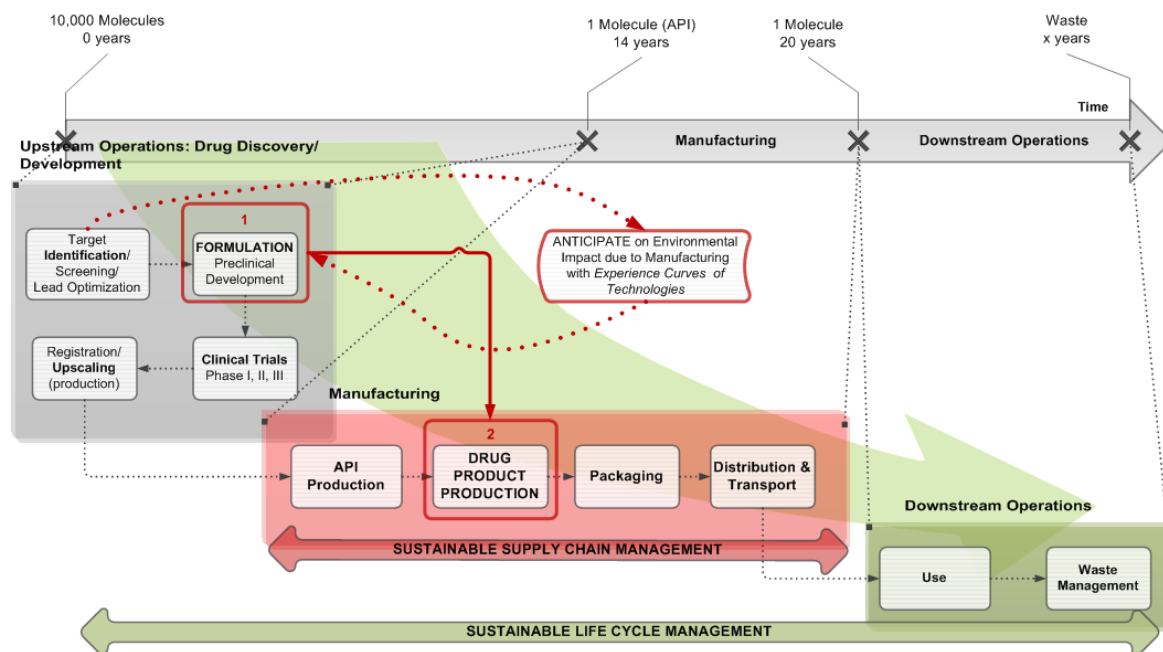 10,000 Molecules
0 years
1 Molecule (API)
14 years
1 Molecule
20 years
Waste
x years
Time
Manufacturing
Downstream Operations
Upstream Operations: Drug Discovery/
Development
1
Target
Identification/
Screening/
Lead Optimization
FORMULATION
Preclinical
Development
ANTICIPATE on Environmental
Impact due to Manufacturing
with Experience Curves of
Technologies
Registration/
Upscaling
(production)
Clinical Trials
Phase I, II, III
Manufacturing
2
API
Production
DRUG
PRODUCT
PRODUCTION
Packaging
Distribution &
Transport
Downstream Operations
SUSTAINABLE SUPPLY CHAIN MANAGEMENT
Use
Waste
Management
SUSTAINABLE LIFE CYCLE MANAGEMENT